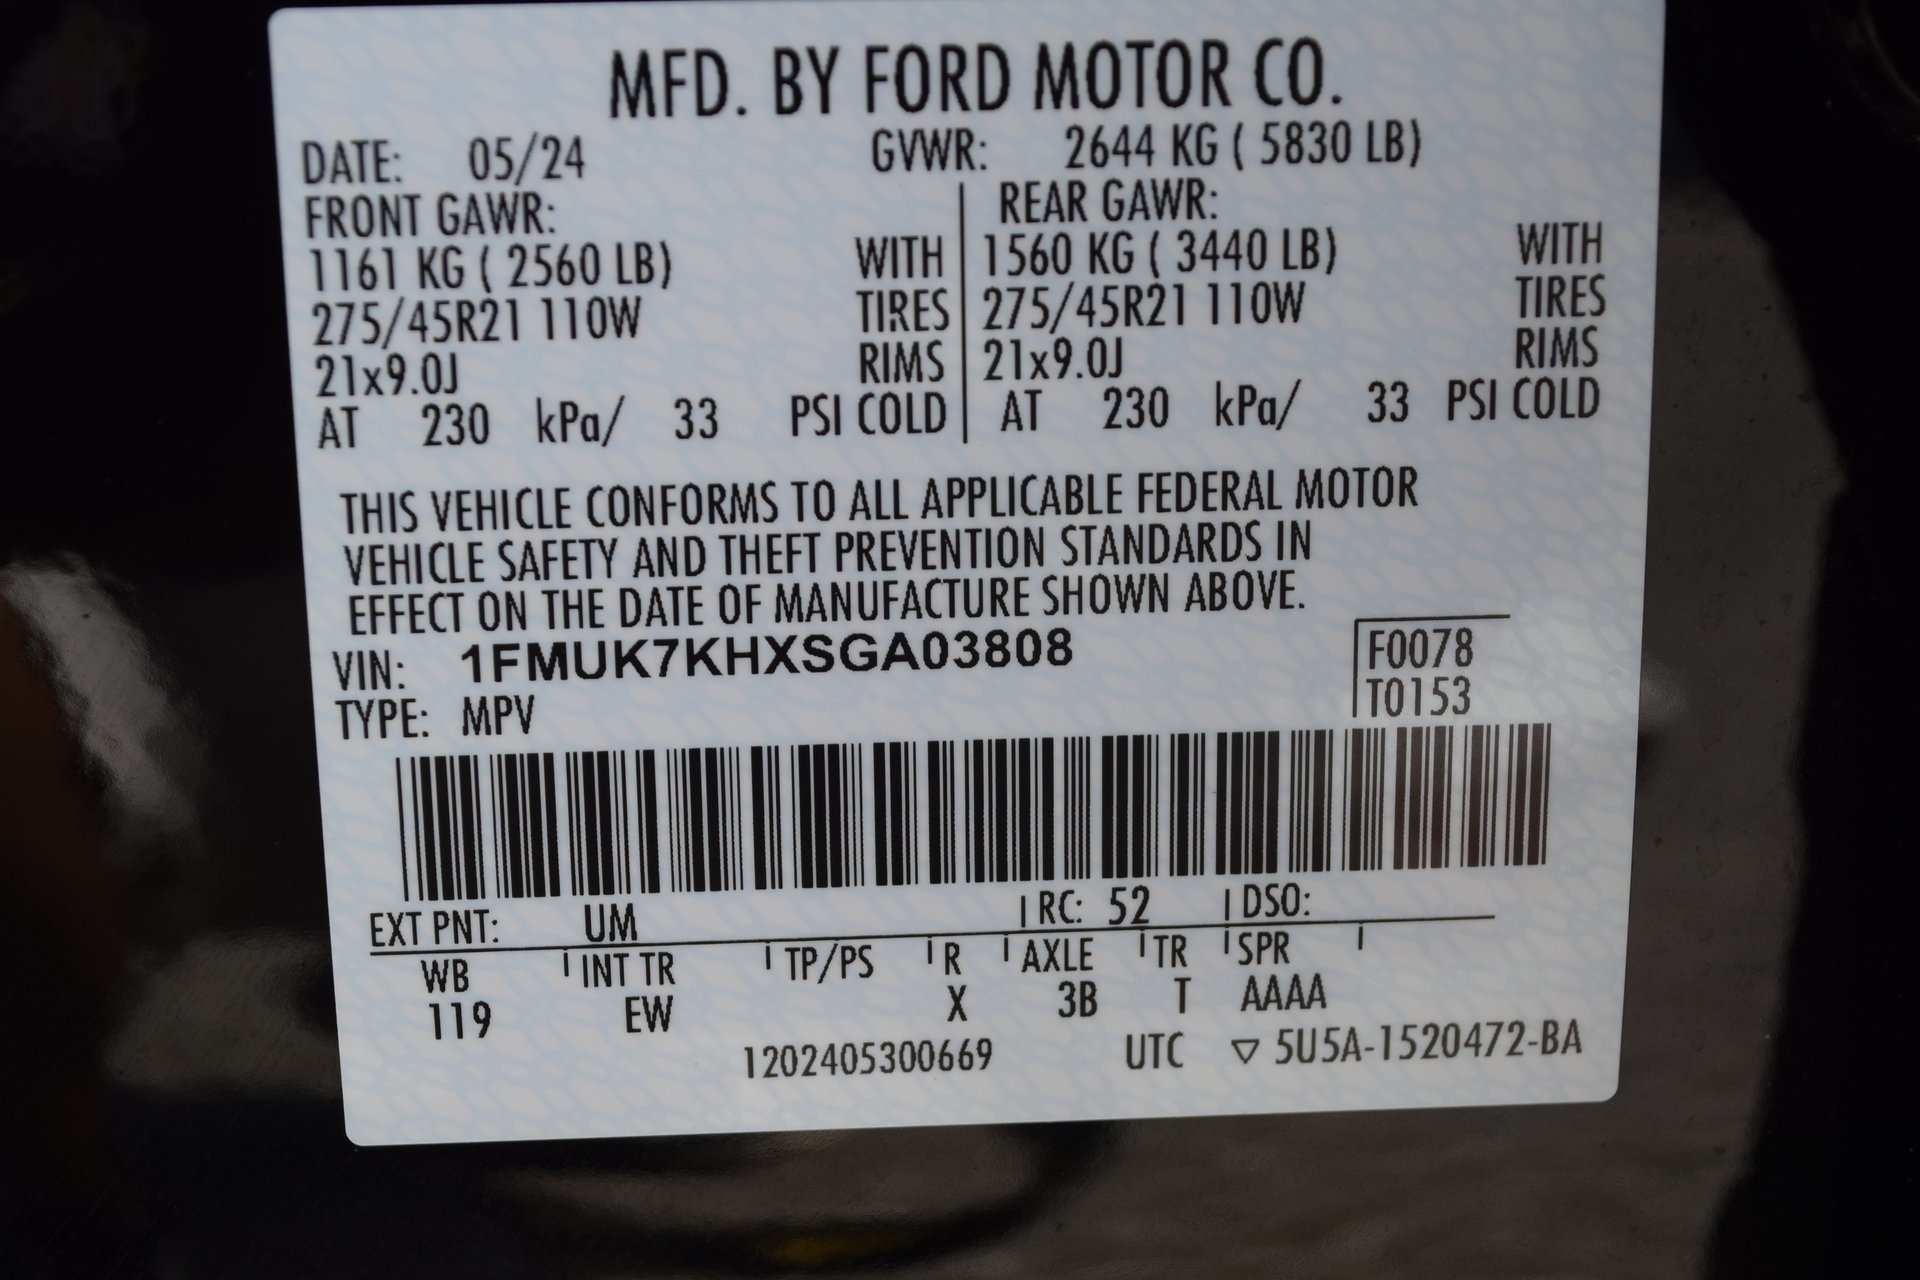 MFD. BY FORD MOTOR CO.
DATE: 05/24 GVWR: 2644 KG ( 5830 LB)
FRONT GAWR: REAR GAWR:
1161 KG ( 2560 LB) WITH 1560 KG ( 3440 LB) WITH
275/45R21 110W TIRES 275/45R21 110W TIRES
21x9.0J RIMS 21x9.0J RIMS
AT 230 kPa/ 33 PSI COLD AT 230 kPa/ 33 PSI COLD
THIS VEHICLE CONFORMS TO ALL APPLICABLE FEDERAL MOTOR
VEHICLE SAFETY AND THEFT PREVENTION STANDARDS IN
EFFECT ON THE DATE OF MANUFACTURE SHOWN ABOVE.
VIN: 1FMUK7KHXSGA03808 F0078
TYPE: MPV T0153
EXT PNT: UM RC: 52 DSO:
WB INT TR TP/PS R AXLE TR SPR
119 EW X 3B T AAAA
1202405300669 UTC ▽ 5U5A-1520472-BA